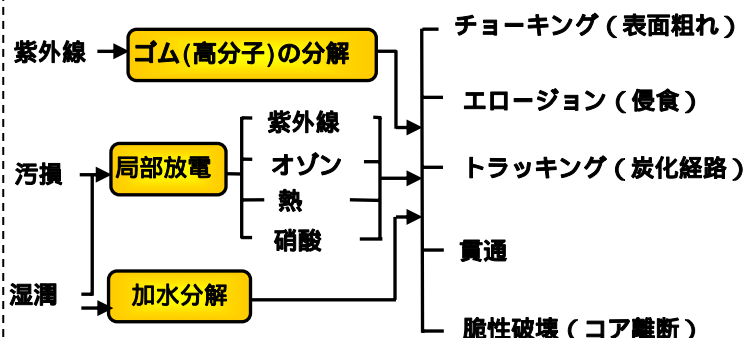 紫外線
ゴム(高分子)の分解
汚損
局部放電
紫外線
オゾン
熱
硝酸
湿潤
加水分解
チョーキング(表面粗れ)
エロージョン(侵食)
トラッキング(炭化経路)
貫通
脆性破壊(コア離断)